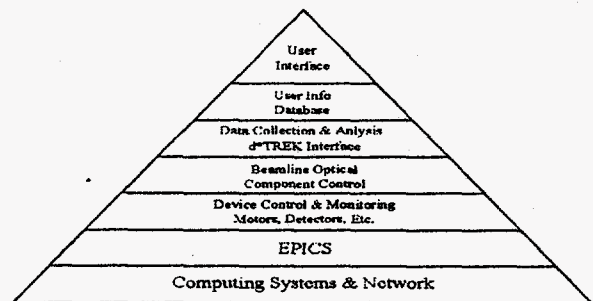 User
Interface
User Info
Database
Data Collection & Anlysis
d*TREK Interface
Beamline Optical
Component Control
Device Control & Monitoring
Motors, Detectors, Etc.
EPICS
Computing Systems & Network